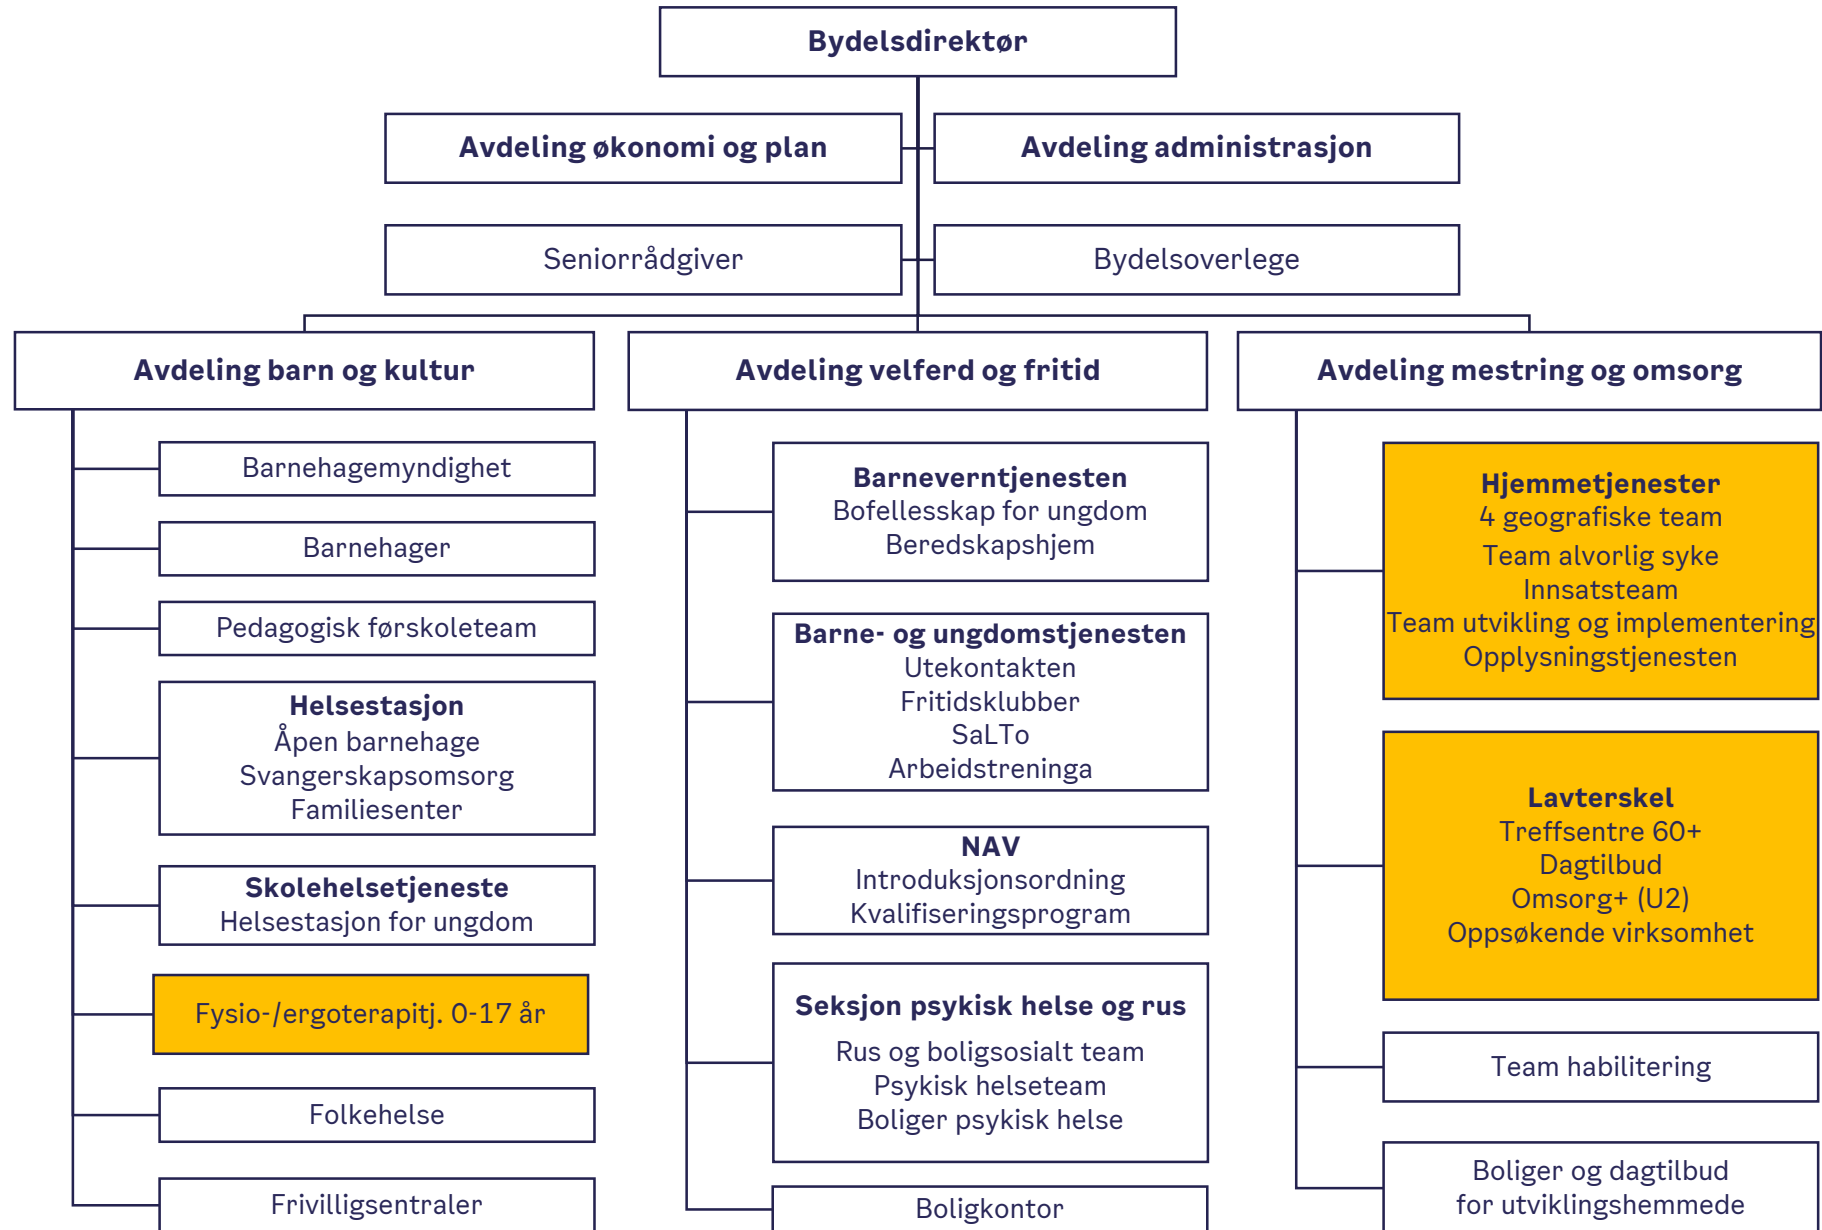 Bydelsdirektør
Avdeling økonomi og plan
Avdeling administrasjon
Seniorrådgiver
Bydelsoverlege
Avdeling barn og kultur
Barnehagemyndighet
Barnehager
Pedagogisk førskoleteam
Helsestasjon
Åpen barnehage
Svangerskapsomsorg
Familiesenter
Skolehelsetjeneste
Helsestasjon for ungdom
Fysio-/ergoterapitj. 0-17 år
Folkehelse
Frivilligsentraler
Avdeling velferd og fritid
Barneverntjenesten
Bofellesskap for ungdom
Beredskapshjem
Barne- og ungdomstjenesten
Utekontakten
Fritidsklubber
SaLTo
Arbeidstreninga
NAV
Introduksjonsordning
Kvalifiseringsprogram
Seksjon psykisk helse og rus
Rus og boligsosialt team
Psykisk helseteam
Boliger psykisk helse
Boligkontor
Avdeling mestring og omsorg
Hjemmetjenester
4 geografiske team
Team alvorlig syke
Innsatsteam
Team utvikling og implementering
Opplysningstjenesten
Lavterskel
Treffsentre 60+
Dagtilbud
Omsorg+ (U2)
Oppsøkende virksomhet
Team habilitering
Boliger og dagtilbud
for utviklingshemmede